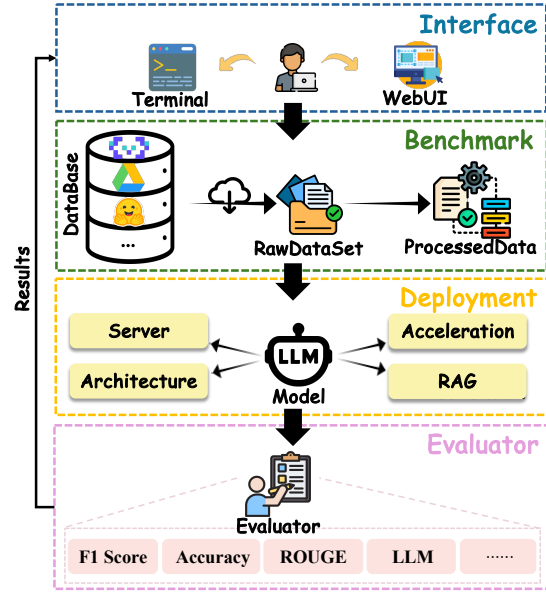 Interface
>_
Terminal
WebUI
Benchmark
DataBase
...
RawDataSet
ProcessedData
Results
Deployment
Server
Acceleration
LLM
Architecture
RAG
Model
Evaluator
Evaluator
F1 Score
Accuracy
ROUGE
LLM
......